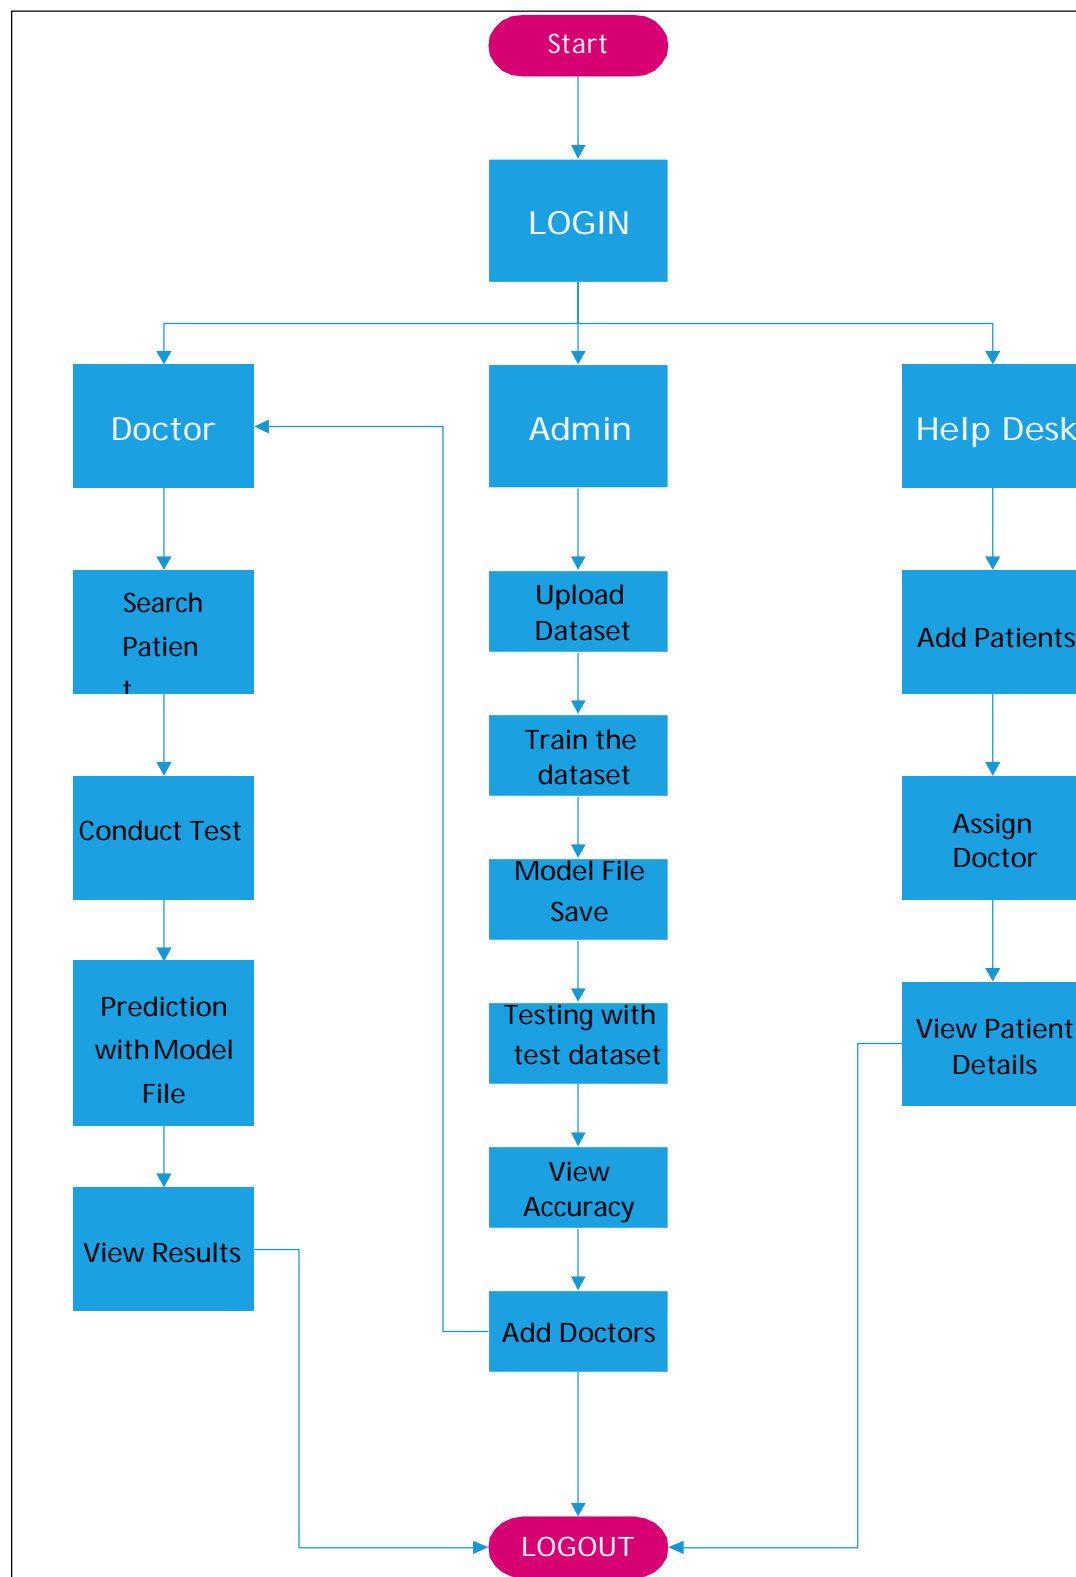 Start
LOGIN
Doctor
Admin
Help Desk
Search
Patien
t
Upload
Dataset
Add Patients
Train the
dataset
Conduct Test
Assign
Doctor
Model File
Save
Prediction
with Model
File
Testing with
test dataset
View Patient
Details
View
Accuracy
View Results
Add Doctors
LOGOUT